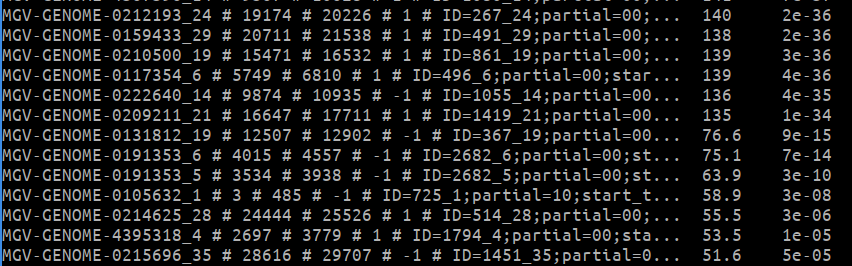 MGV-GENOME-0212193_24 # 19174 # 20226 # 1 # ID=267_24;partial=00;... 140 2e-36
MGV-GENOME-0159433_29 # 20711 # 21538 # 1 # ID=491_29;partial=00;... 138 2e-36
MGV-GENOME-0210500_19 # 15471 # 16532 # 1 # ID=861_19;partial=00;... 139 3e-36
MGV-GENOME-0117354_6 # 5749 # 6810 # 1 # ID=496_6;partial=00;star... 139 4e-36
MGV-GENOME-0222640_14 # 9874 # 10935 # -1 # ID=1055_14;partial=00... 136 4e-35
MGV-GENOME-0209211_21 # 16647 # 17711 # 1 # ID=1419_21;partial=00... 135 1e-34
MGV-GENOME-0131812_19 # 12507 # 12902 # -1 # ID=367_19;partial=00... 76.6 9e-15
MGV-GENOME-0191353_6 # 4015 # 4557 # -1 # ID=2682_6;partial=00;st... 75.1 7e-14
MGV-GENOME-0191353_5 # 3534 # 3938 # -1 # ID=2682_5;partial=00;st... 63.9 3e-10
MGV-GENOME-0105632_1 # 3 # 485 # -1 # ID=725_1;partial=10;start_t... 58.9 3e-08
MGV-GENOME-0214625_28 # 24444 # 25526 # 1 # ID=514_28;partial=00;... 55.5 3e-06
MGV-GENOME-4395318_4 # 2697 # 3779 # 1 # ID=1794_4;partial=00;sta... 53.5 1e-05
MGV-GENOME-0215696_35 # 28616 # 29707 # -1 # ID=1451_35;partial=0... 51.6 5e-05